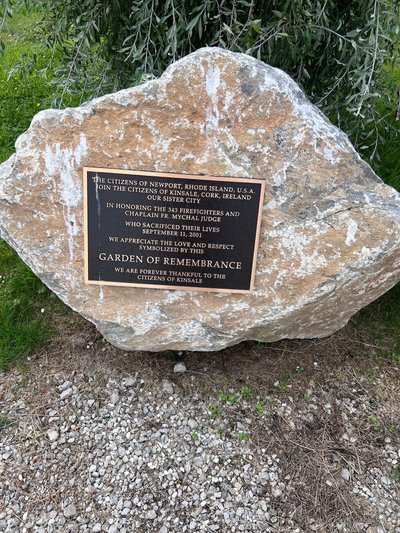 THE CITIZENS OF NEWPORT, RHODE ISLAND, U.S.A.
JOIN THE CITIZENS OF KINSALE, CORK, IRELAND
OUR SISTER CITY
IN HONORING THE 343 FIREFIGHTERS AND
CHAPLAIN FR. MYCHAL JUDGE
WHO SACRIFICED THEIR LIVES
SEPTEMBER 11, 2001
WE APPRECIATE THE LOVE AND RESPECT
SYMBOLIZED BY THIS
GARDEN OF REMEMBRANCE
WE ARE FOREVER THANKFUL TO THE
CITIZENS OF KINSALE